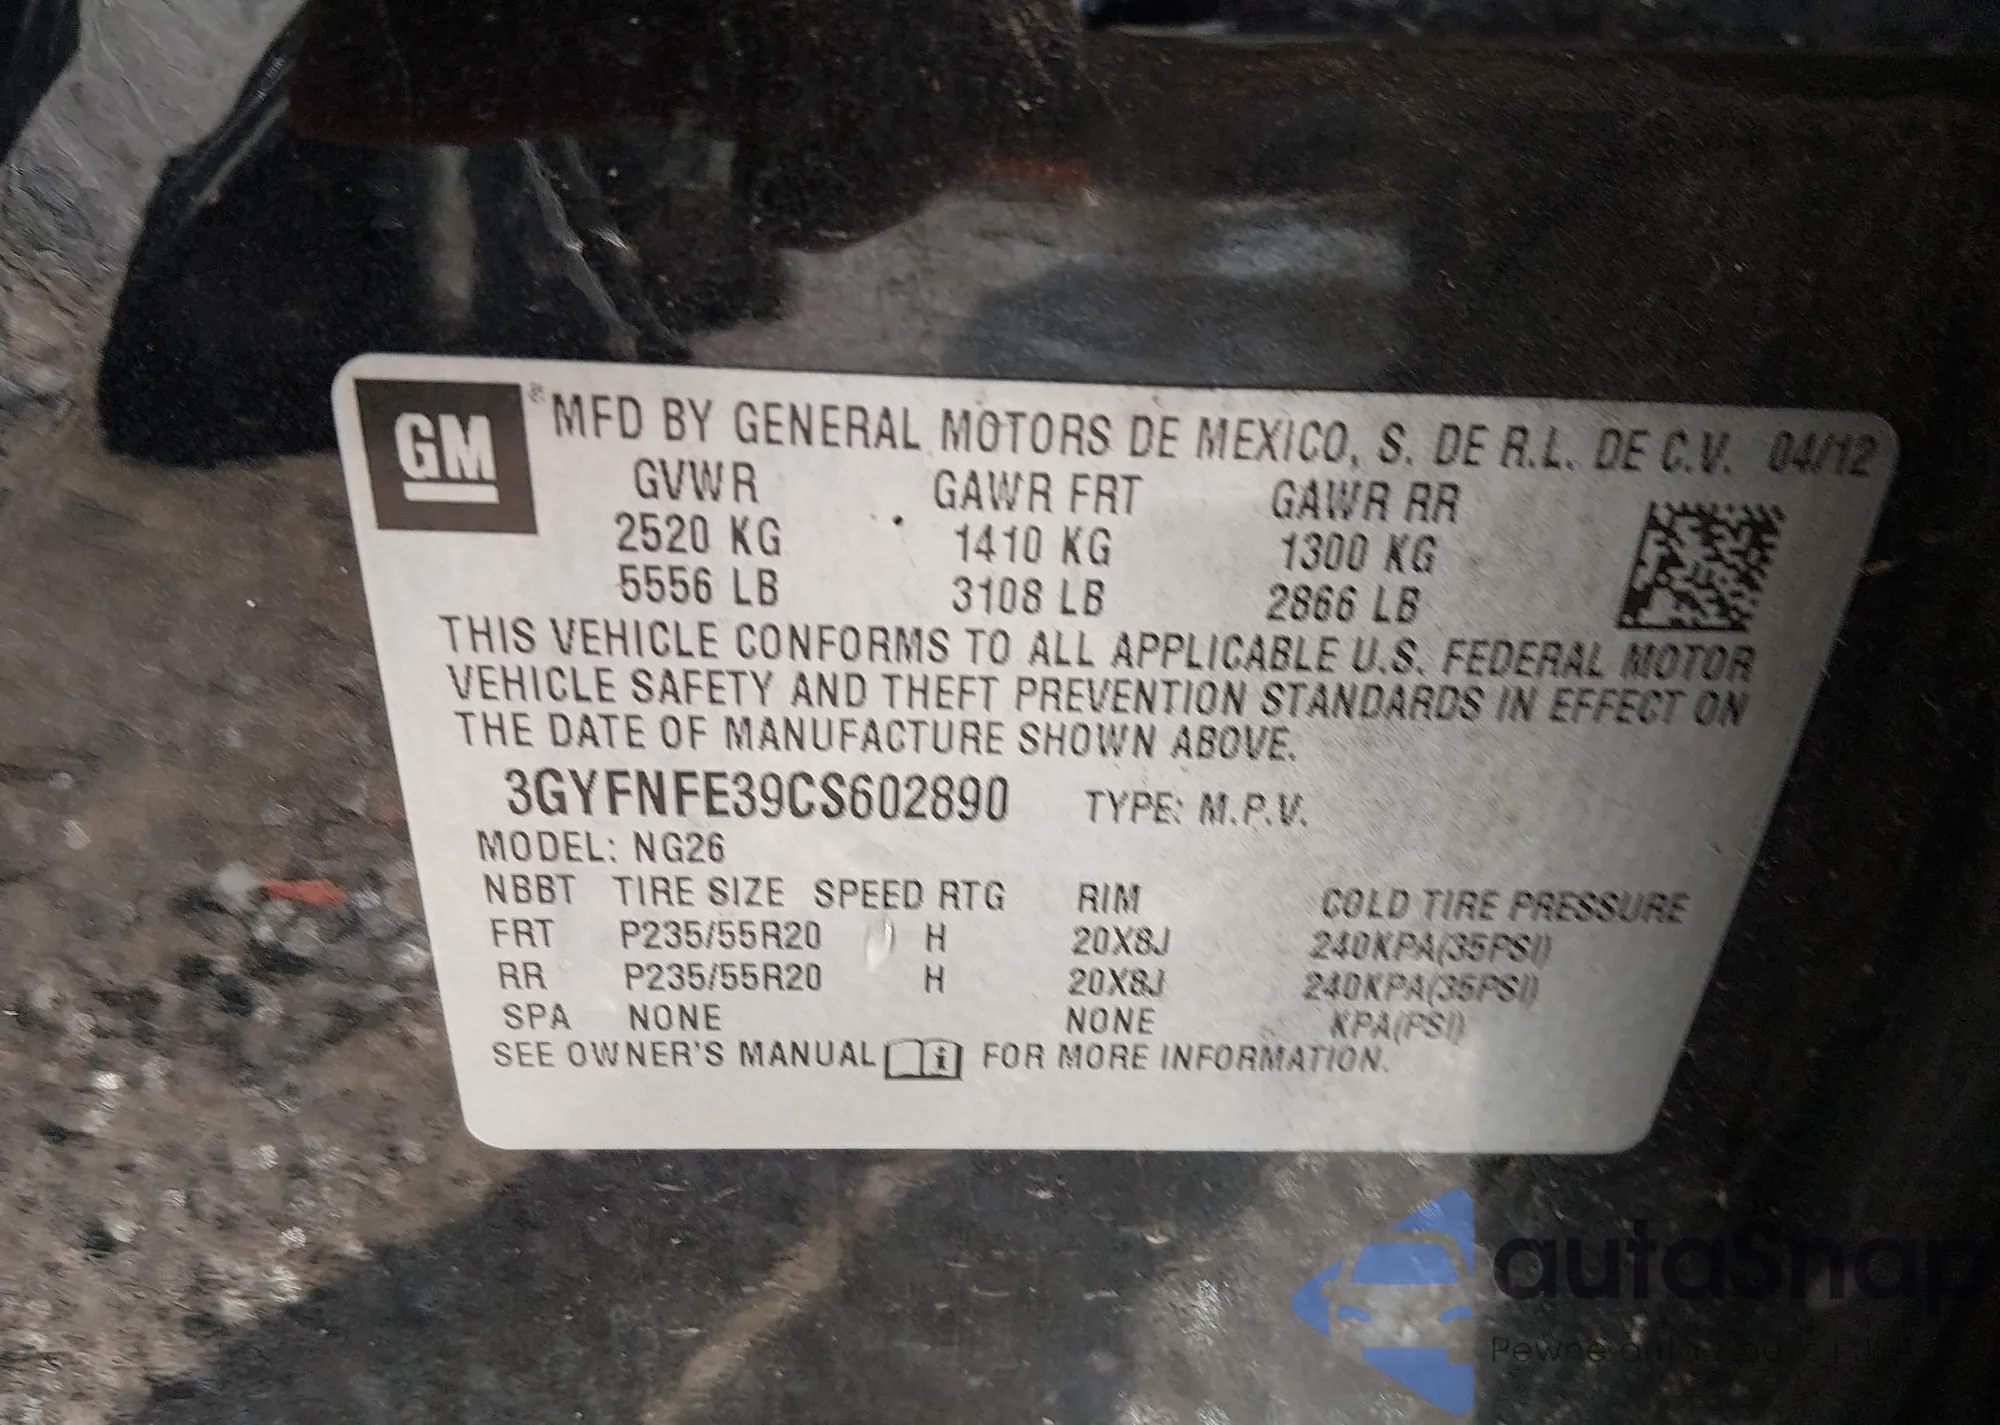 GM
® MFD BY GENERAL MOTORS DE MEXICO, S. DE R.L. DE C.V. 04/12
GVWR GAWR FRT GAWR RR
2520 KG 1410 KG 1300 KG
5556 LB 3108 LB 2866 LB
THIS VEHICLE CONFORMS TO ALL APPLICABLE U.S. FEDERAL MOTOR
VEHICLE SAFETY AND THEFT PREVENTION STANDARDS IN EFFECT ON
THE DATE OF MANUFACTURE SHOWN ABOVE.
3GYFNFE39CS602890 TYPE: M.P.V.
MODEL: NG26
NBBT TIRE SIZE SPEED RTG RIM COLD TIRE PRESSURE
FRT P235/55R20 H 20X8J 240KPA(35PSI)
RR P235/55R20 H 20X8J 240KPA(35PSI)
SPA NONE NONE KPA(PSI)
SEE OWNER'S MANUAL i FOR MORE INFORMATION.
autaSnap
Pewne